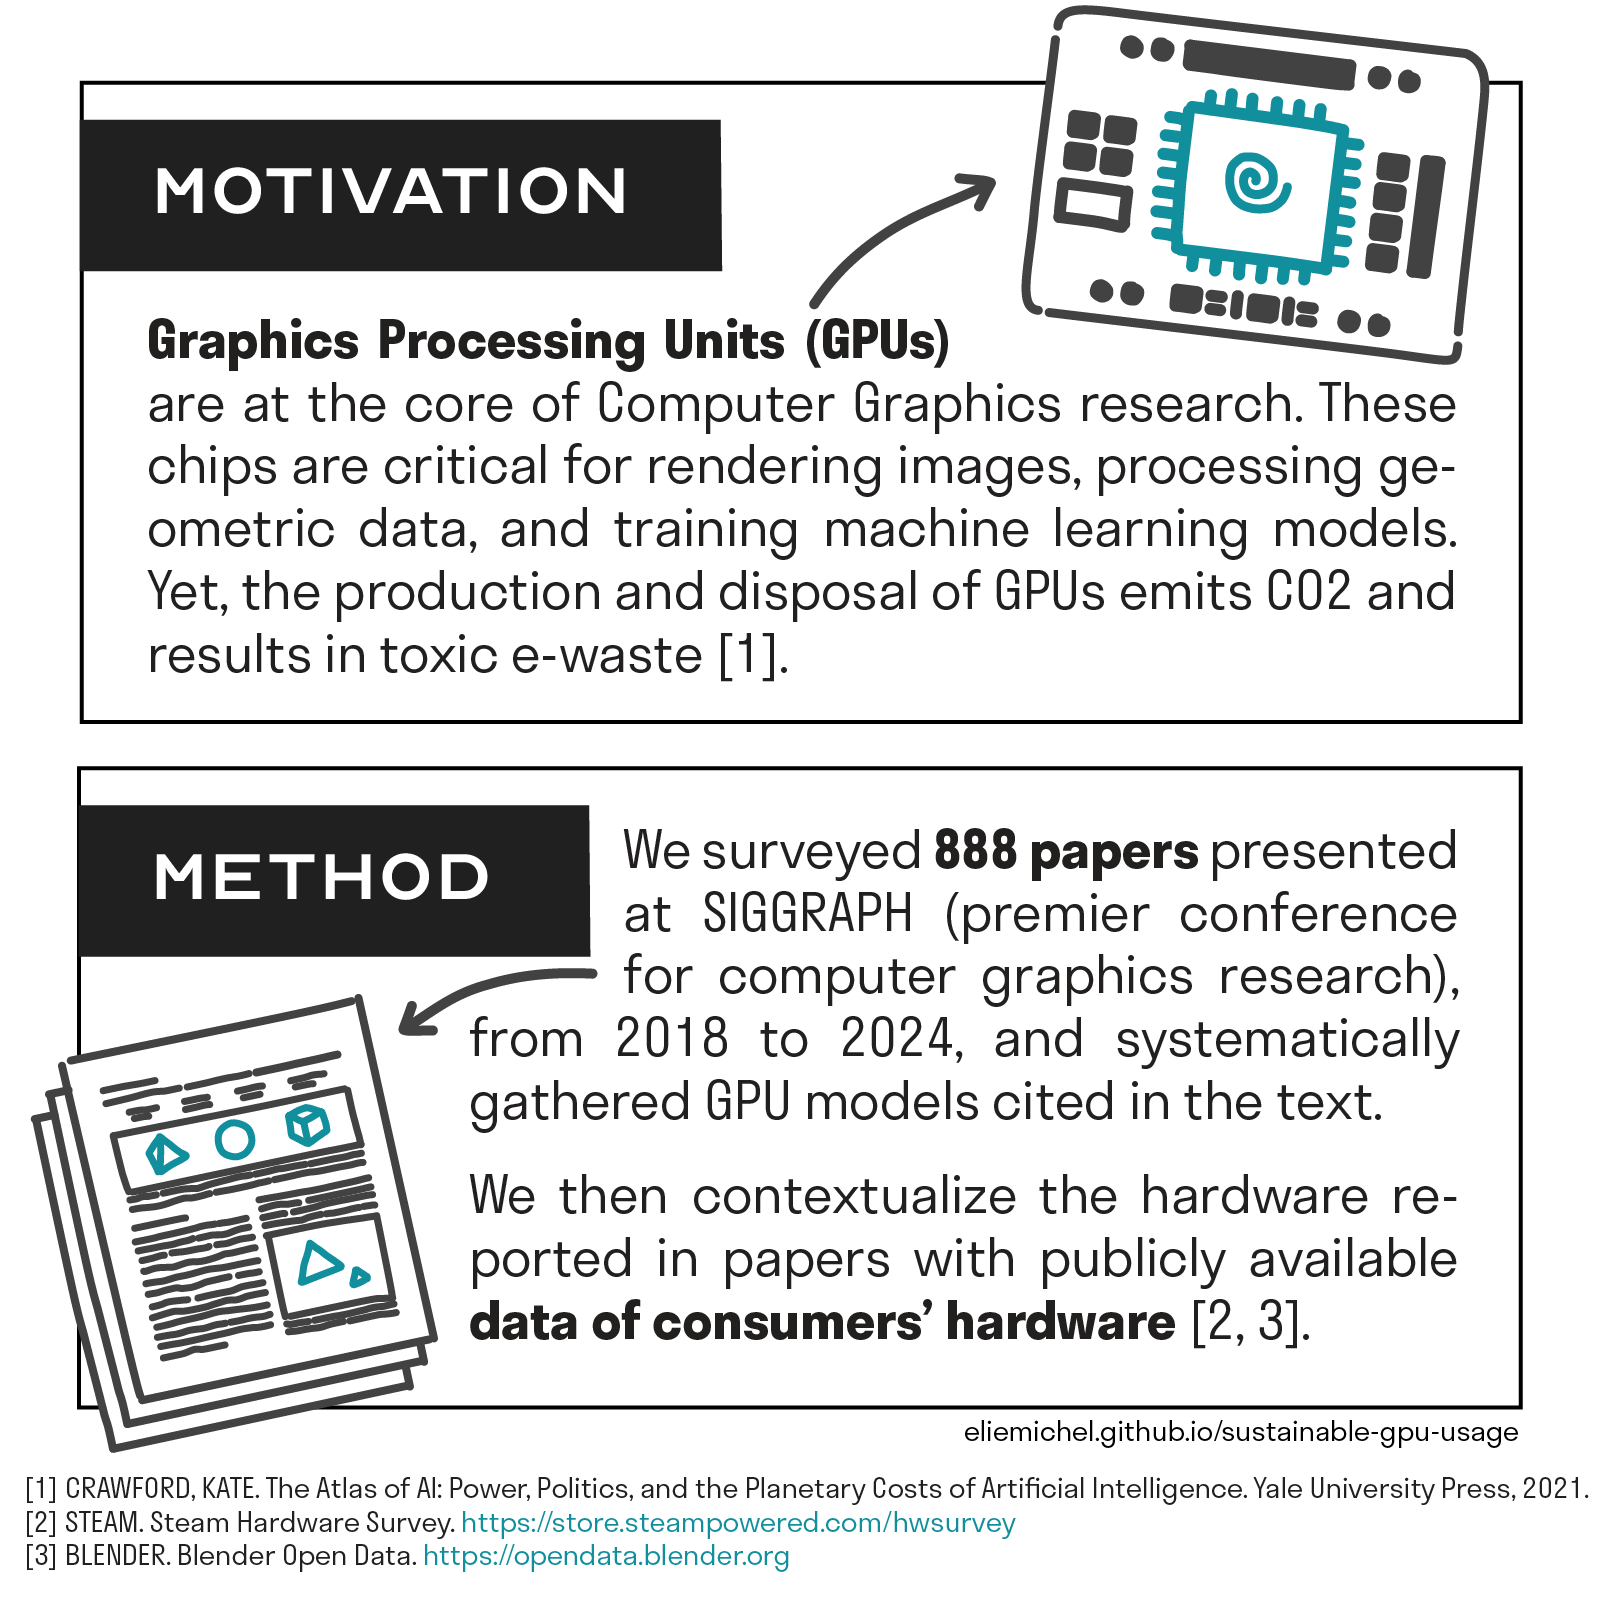 MOTIVATION
Graphics Processing Units (GPUs)
are at the core of Computer Graphics research. These
chips are critical for rendering images, processing ge-
ometric data, and training machine learning models.
Yet, the production and disposal of GPUs emits CO2 and
results in toxic e-waste [1].
METHOD
We surveyed 888 papers presented
at SIGGRAPH (premier conference
for computer graphics research),
from 2018 to 2024, and systematically
gathered GPU models cited in the text.
We then contextualize the hardware re-
ported in papers with publicly available
data of consumers’ hardware [2, 3].
eliemichel.github.io/sustainable-gpu-usage
[1] CRAWFORD, KATE. The Atlas of AI: Power, Politics, and the Planetary Costs of Artificial Intelligence. Yale University Press, 2021.
[2] STEAM. Steam Hardware Survey. https://store.steampowered.com/hwsurvey
[3] BLENDER. Blender Open Data. https://opendata.blender.org